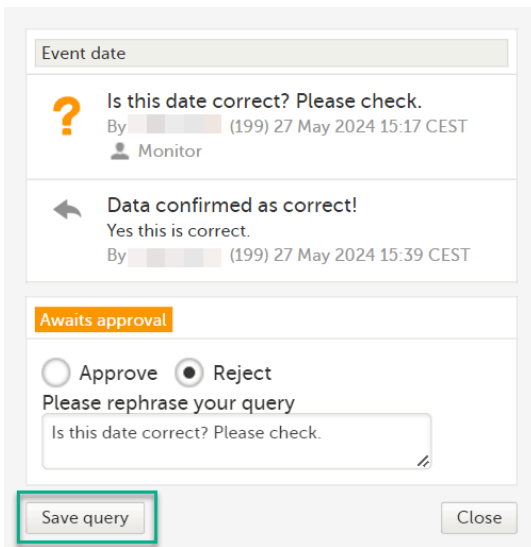 Event date
Is this date correct? Please check.
By (199) 27 May 2024 15:17 CEST
Monitor
Data confirmed as correct!
Yes this is correct.
By (199) 27 May 2024 15:39 CEST
Awaits approval
Approve Reject
Please rephrase your query
Is this date correct? Please check.
Save query Close